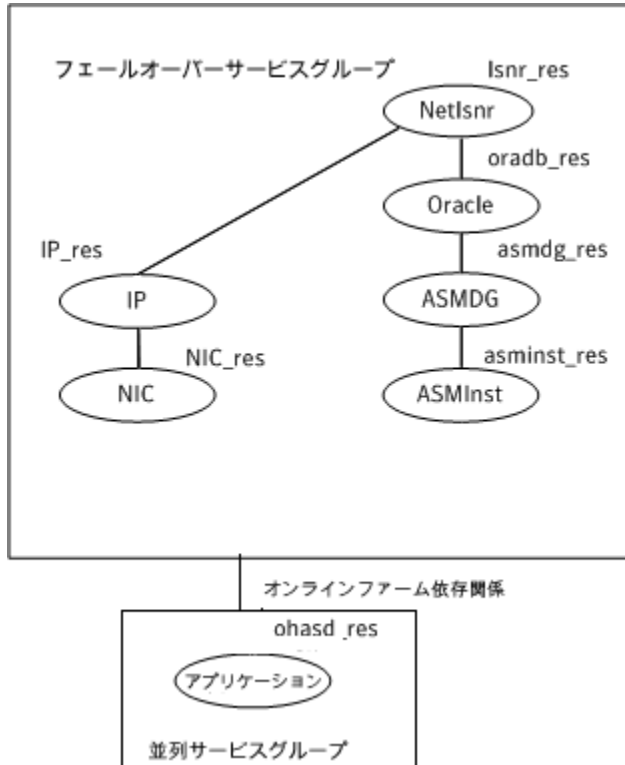 フェールオーバーサービスグループ
lsnr_res
Netlsnr
oradb_res
Oracle
IP_res
asmdg_res
IP
ASMDG
NIC_res
asminst_res
NIC
ASMInst
オンラインファーム依存関係
ohasd_res
アプリケーション
並列サービスグループ